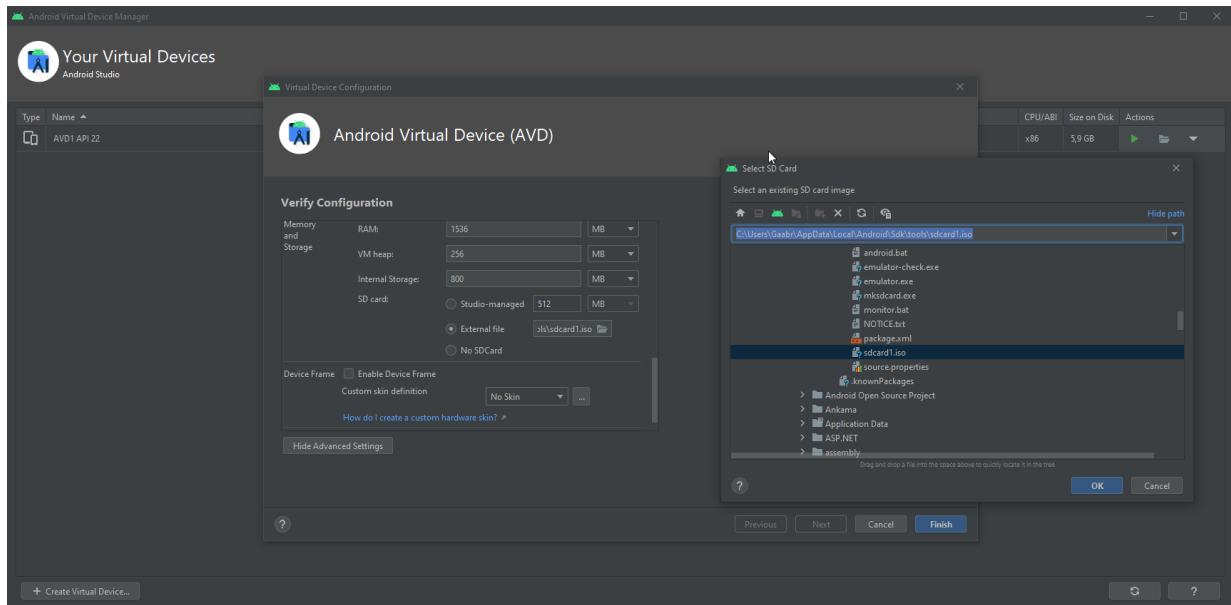 Android Virtual Device Manager
Your Virtual Devices
Android Studio
Type Name CPU/ABI Size on Disk Actions
AVD1 API 22 x86 5,9 GB
Virtual Device Configuration
Android Virtual Device (AVD)
Verify Configuration
Memory and Storage
RAM: 1536 MB
VM heap: 256 MB
Internal Storage: 800 MB
SD card: Studio-managed 512 MB
External file ols\sdcard1.iso
No SDCard
Device Frame Enable Device Frame
Custom skin definition No Skin ...
How do I create a custom hardware skin?
Hide Advanced Settings
? Previous Next Cancel Finish
Select SD Card
Select an existing SD card image
Hide path
C:\Users\Gaabr\AppData\Local\Android\Sdk\tools\sdcard1.iso
android.bat
emulator-check.exe
emulator.exe
mksdcard.exe
monitor.bat
NOTICE.txt
package.xml
sdcard1.iso
source.properties
.knownPackages
Android Open Source Project
Ankama
Application Data
ASP.NET
assembly
Drag and drop a file into the space above to quickly locate it in the tree
? OK Cancel
+ Create Virtual Device... ?